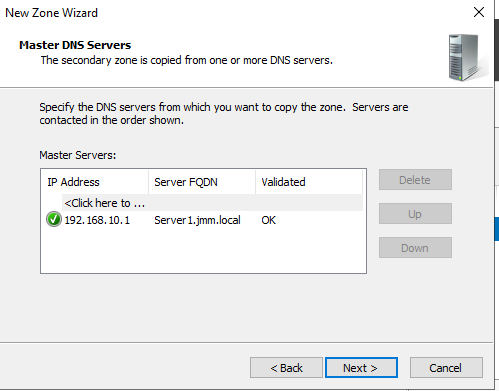 New Zone Wizard
Master DNS Servers
The secondary zone is copied from one or more DNS servers.
Specify the DNS servers from which you want to copy the zone. Servers are
contacted in the order shown.
Master Servers:
IP Address Server FQDN Validated
<Click here to ...
192.168.10.1 Server1.jmm.local OK
Delete
Up
Down
< Back Next > Cancel